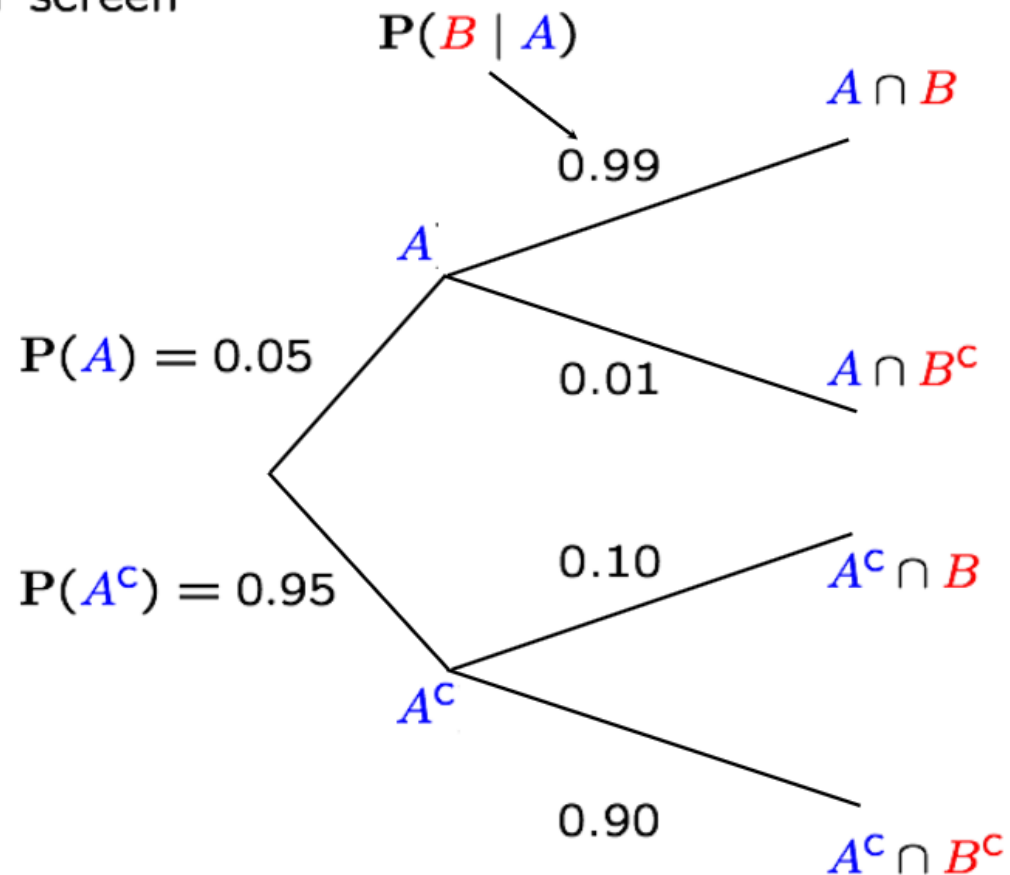 screen
P(B | A)
A ∩ B
0.99
A
P(A) = 0.05
0.01
A ∩ Bᶜ
0.10
Aᶜ ∩ B
P(Aᶜ) = 0.95
Aᶜ
0.90
Aᶜ ∩ Bᶜ